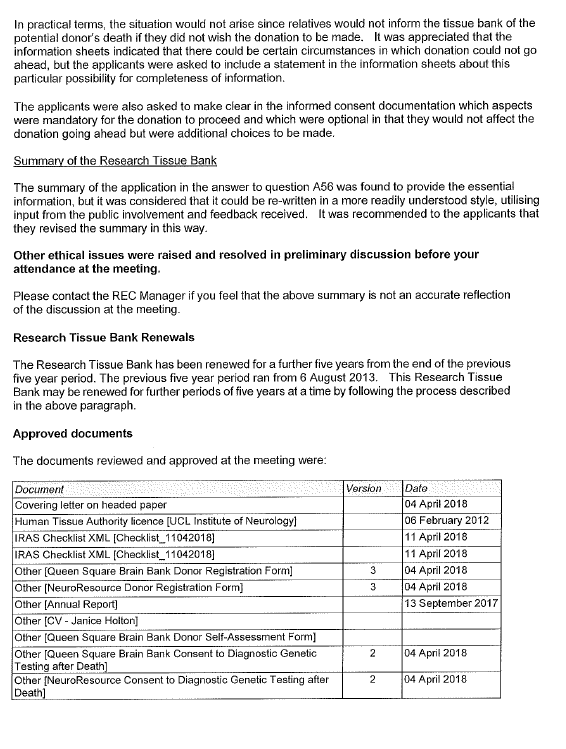 In practical terms, the situation would not arise since relatives would not inform the tissue bank of the
potential donor's death if they did not wish the donation to be made. It was appreciated that the
information sheets indicated that there could be certain circumstances in which donation could not go
ahead, but the applicants were asked to include a statement in the information sheets about this
particular possibility for completeness of information.
The applicants were also asked to make clear in the informed consent documentation which aspects
were mandatory for the donation to proceed and which were optional in that they would not affect the
donation going ahead but were additional choices to be made.
Summary of the Research Tissue Bank
The summary of the application in the answer to question A56 was found to provide the essential
information, but it was considered that it could be re-written in a more readily understood style, utilising
input from the public involvement and feedback received. It was recommended to the applicants that
they revised the summary in this way.
Other ethical issues were raised and resolved in preliminary discussion before your
attendance at the meeting.
Please contact the REC Manager if you feel that the above summary is not an accurate reflection
of the discussion at the meeting.
Research Tissue Bank Renewals
The Research Tissue Bank has been renewed for a further five years from the end of the previous
five year period. The previous five year period ran from 6 August 2013. This Research Tissue
Bank may be renewed for further periods of five years at a time by following the process described
in the above paragraph.
Approved documents
The documents reviewed and approved at the meeting were:
Document Version Date
Covering letter on headed paper 04 April 2018
Human Tissue Authority licence [UCL Institute of Neurology] 06 February 2012
IRAS Checklist XML [Checklist_11042018] 11 April 2018
IRAS Checklist XML [Checklist_11042018] 11 April 2018
Other [Queen Square Brain Bank Donor Registration Form] 3 04 April 2018
Other [NeuroResource Donor Registration Form] 3 04 April 2018
Other [Annual Report] 13 September 2017
Other [CV - Janice Holton]
Other [Queen Square Brain Bank Donor Self-Assessment Form]
Other [Queen Square Brain Bank Consent to Diagnostic Genetic 2 04 April 2018
Testing after Death]
Other [NeuroResource Consent to Diagnostic Genetic Testing after 2 04 April 2018
Death]